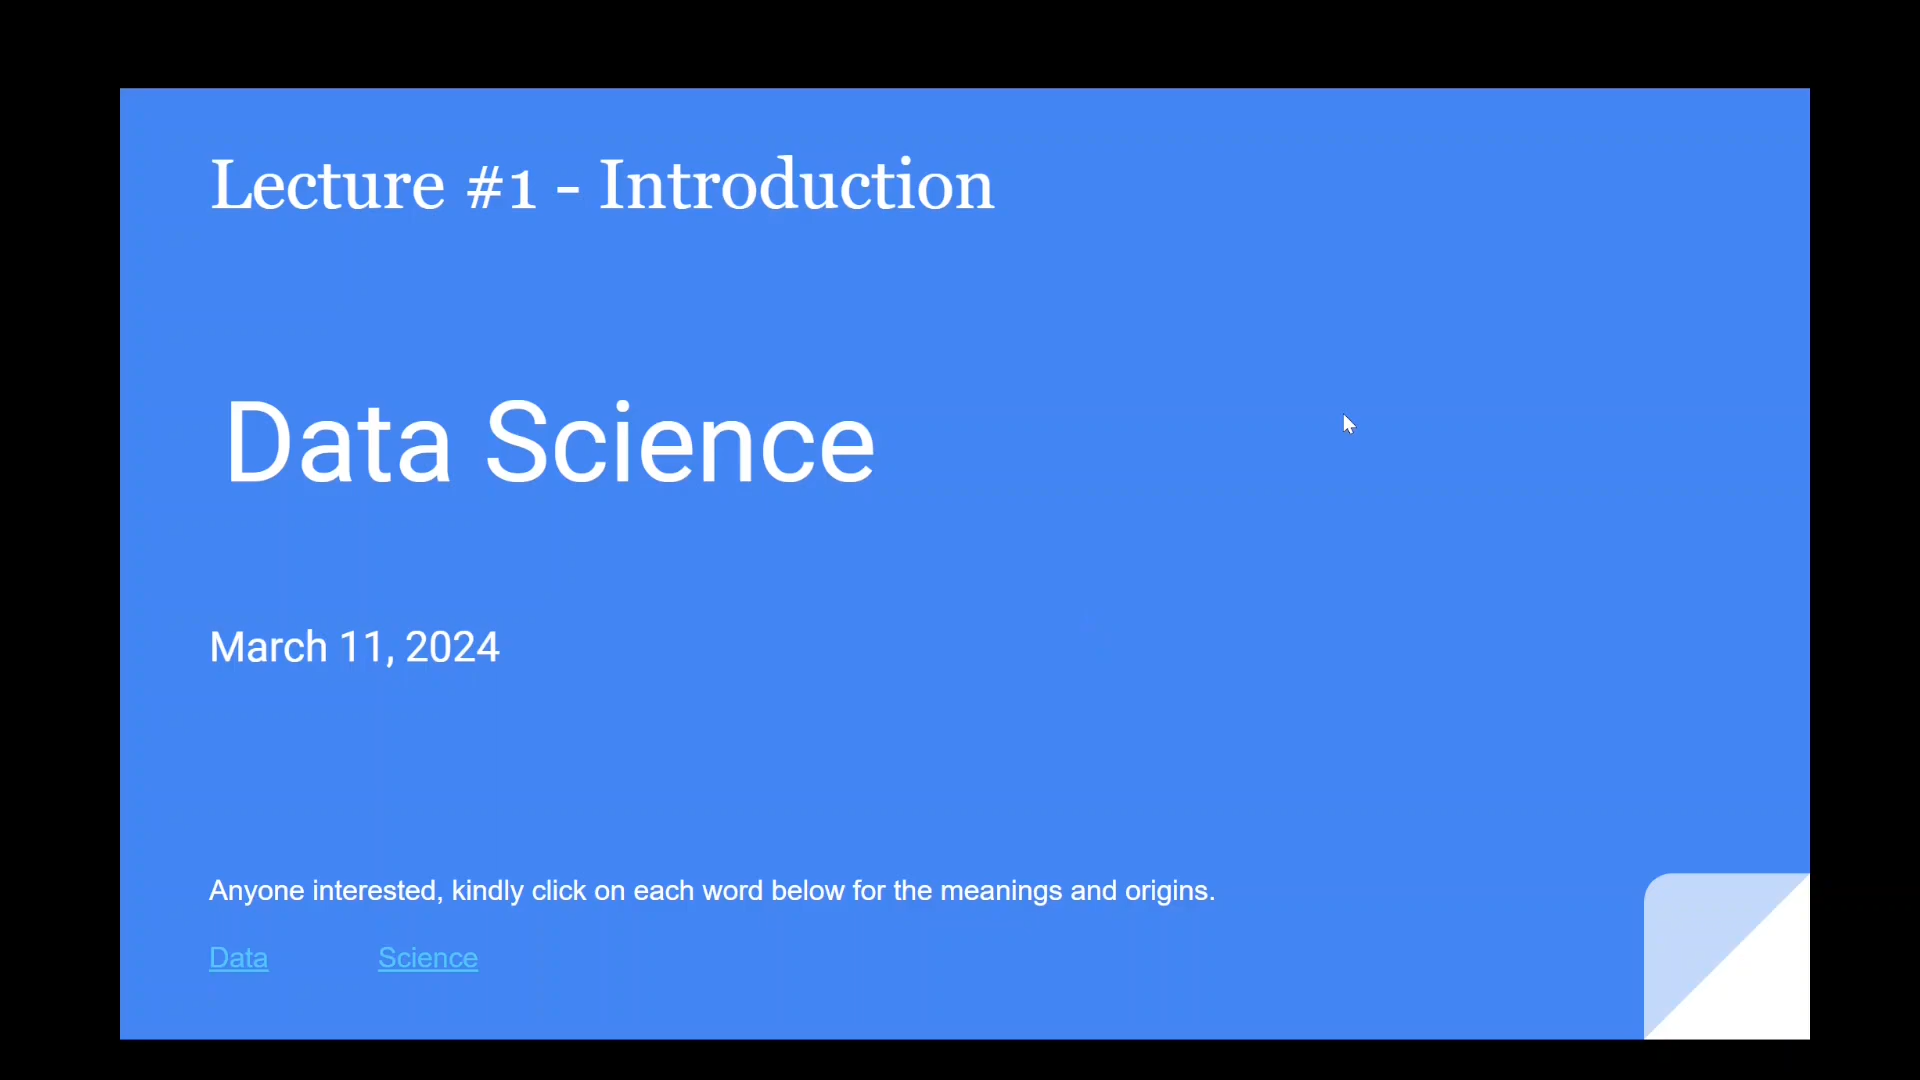 Lecture #1 - Introduction
Data Science
March 11, 2024
Anyone interested, kindly click on each word below for the meanings and origins.
Data Science